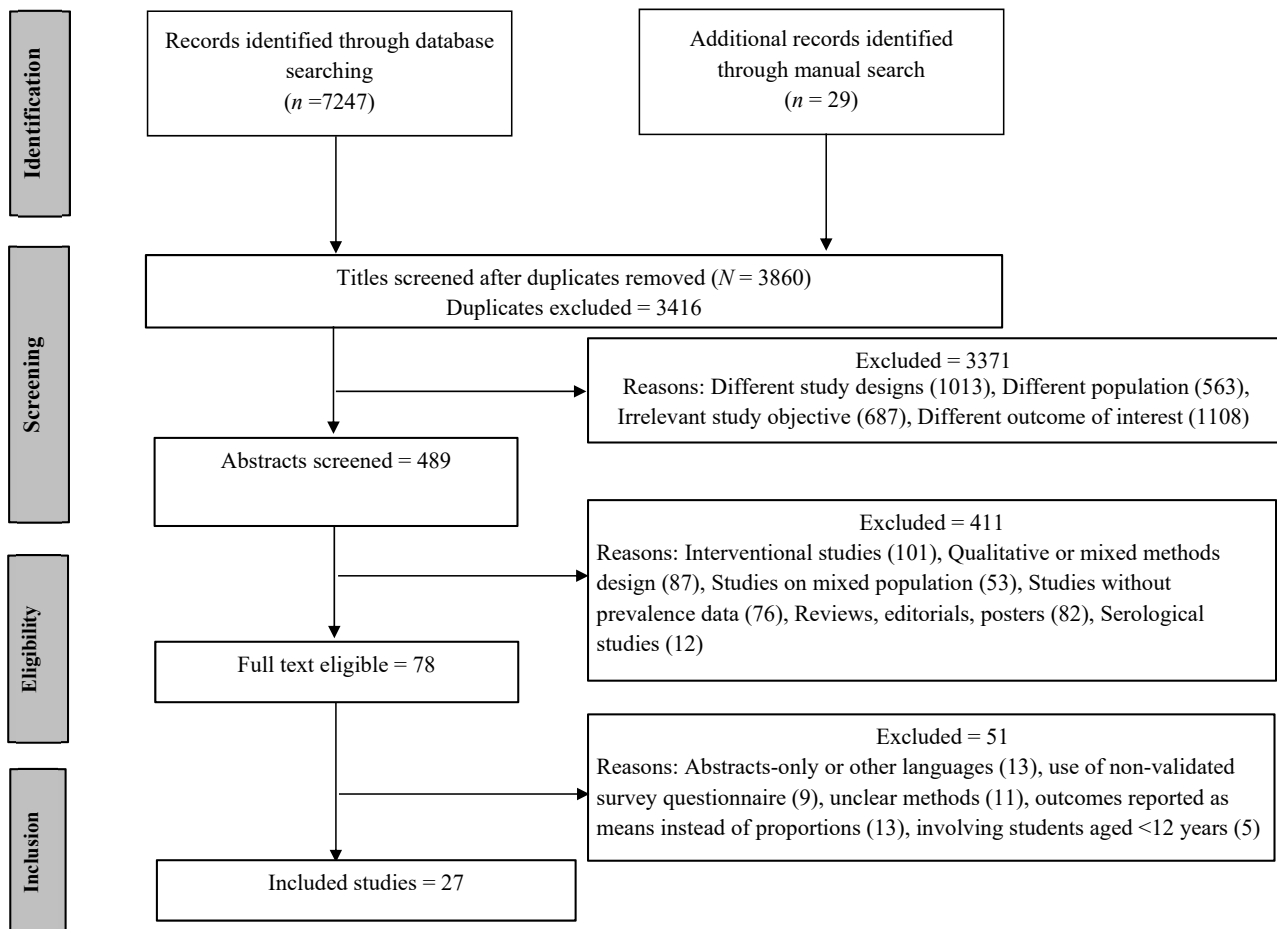 Identification
Records identified through database
searching
(n =7247)
Additional records identified
through manual search
(n = 29)
Screening
Titles screened after duplicates removed (N = 3860)
Duplicates excluded = 3416
Excluded = 3371
Reasons: Different study designs (1013), Different population (563),
Irrelevant study objective (687), Different outcome of interest (1108)
Abstracts screened = 489
Excluded = 411
Reasons: Interventional studies (101), Qualitative or mixed methods
design (87), Studies on mixed population (53), Studies without
prevalence data (76), Reviews, editorials, posters (82), Serological
studies (12)
Eligibility
Full text eligible = 78
Excluded = 51
Reasons: Abstracts-only or other languages (13), use of non-validated
survey questionnaire (9), unclear methods (11), outcomes reported as
means instead of proportions (13), involving students aged <12 years (5)
Inclusion
Included studies = 27